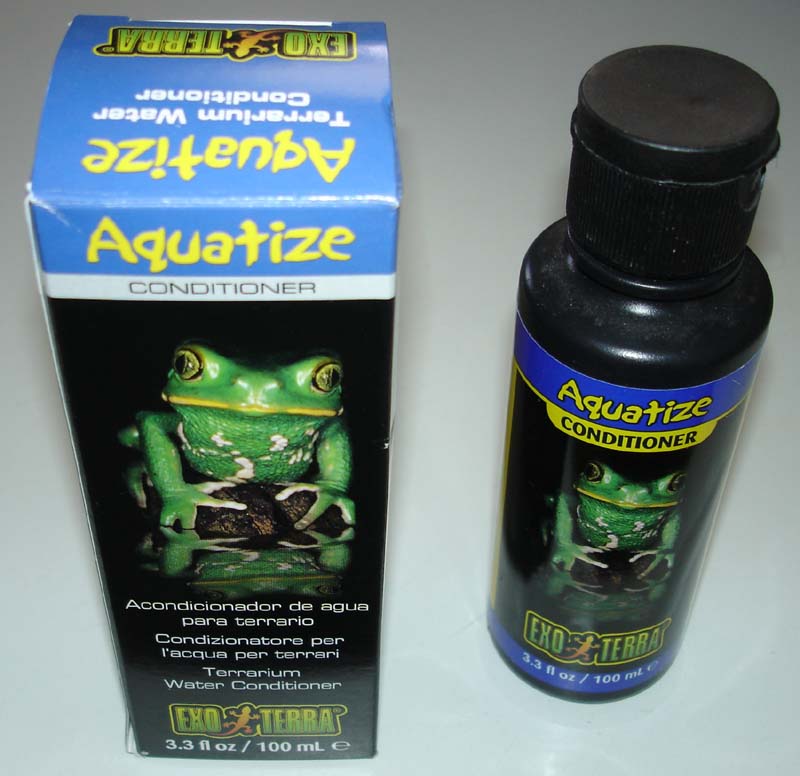 EXO TERRA®
Terrarium Water
Conditioner
Aquatize
Aquatize
CONDITIONER
Acondicionador de agua
para terrario
Condizionatore per
l'acqua per terrari
Terrarium
Water Conditioner
EXO TERRA®
3.3 fl oz / 100 mL ℮
Aquatize
CONDITIONER
EXO TERRA®
3.3 fl oz / 100 mL ℮